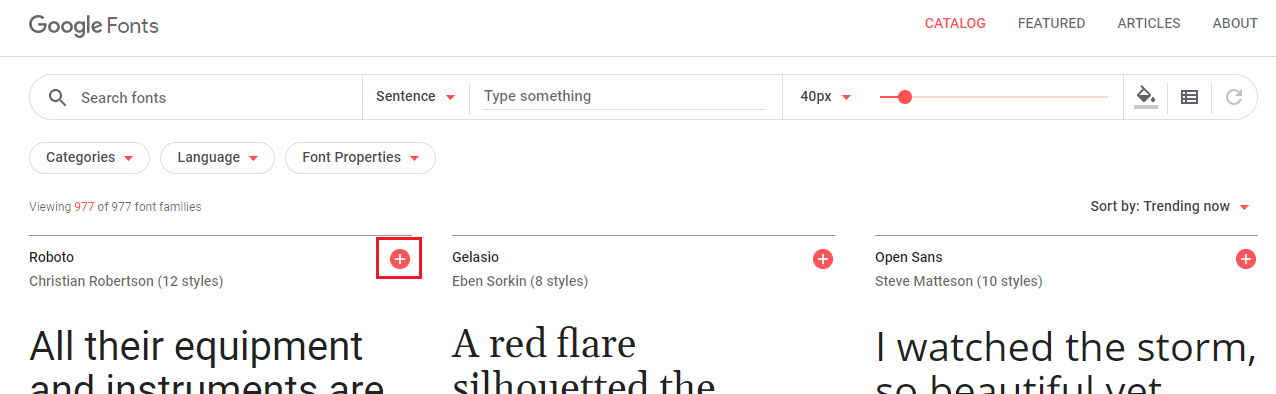 Google Fonts
CATALOG FEATURED ARTICLES ABOUT
Search fonts Sentence Type something 40px
Categories Language Font Properties
Viewing 977 of 977 font families Sort by: Trending now
Roboto
Christian Robertson (12 styles)
All their equipment
and instruments are
Gelasio
Eben Sorkin (8 styles)
A red flare
silhouetted the
Open Sans
Steve Matteson (10 styles)
I watched the storm,
so beautiful yet